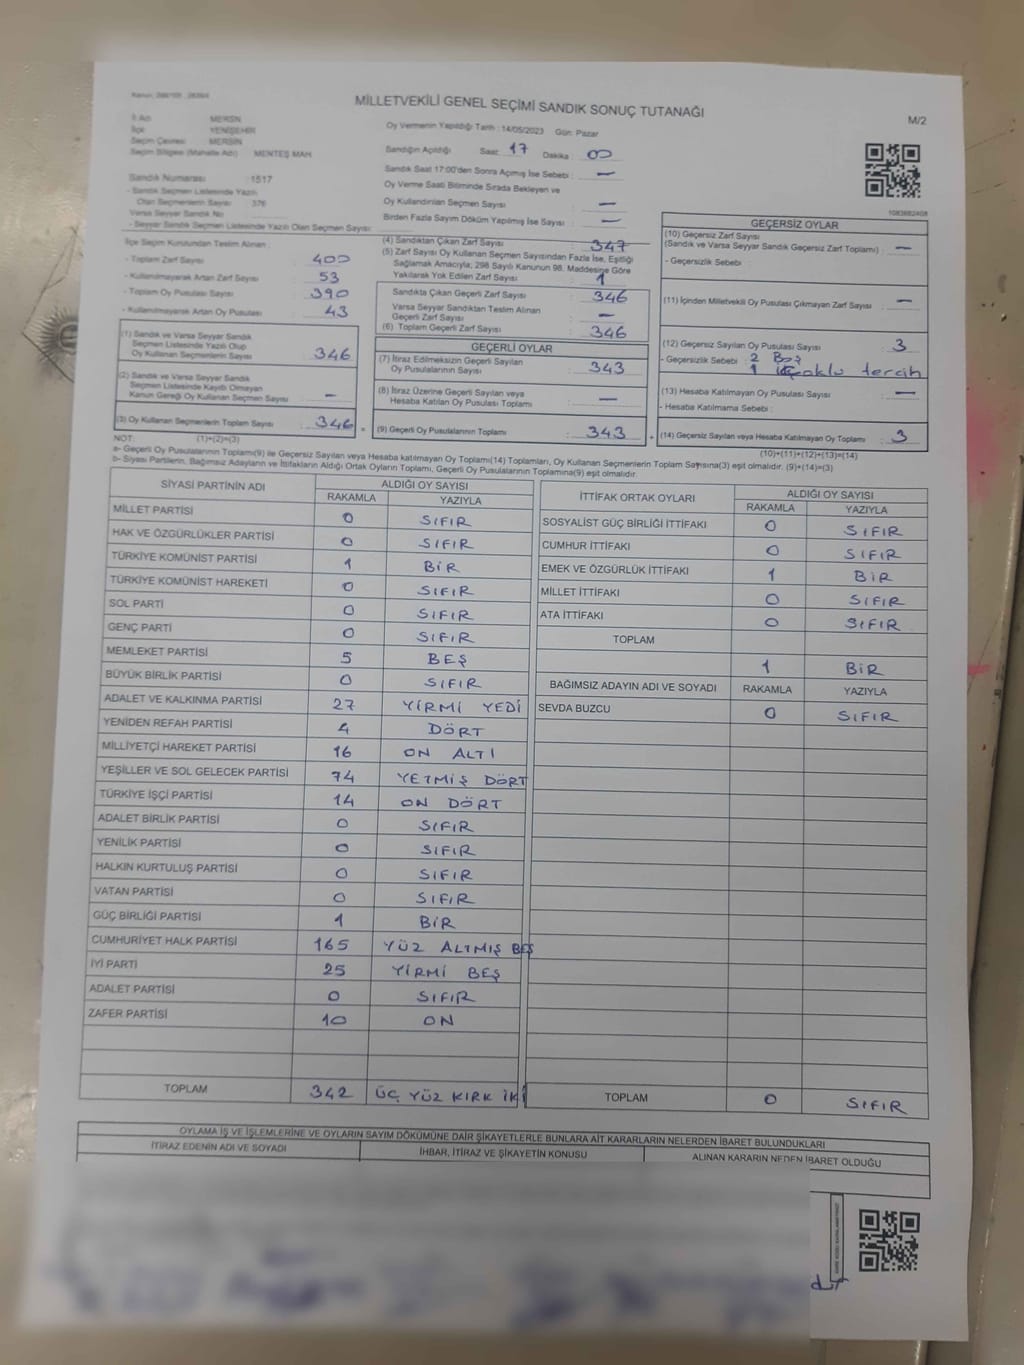 MİLLETVEKİLİ GENEL SEÇİMİ SANDIK SONUÇ TUTANAĞI
M/2
İl Adı : MERSİN
İlçe : YENİŞEHİR
Seçim Çevresi : MERSİN
Seçim Bölgesi (Mahalle Adı) : MENTEŞ MAH
Sandık Numarası : 1517
- Sandık Seçmen Listesinde Yazılı
Olan Seçmenlerin Sayısı : 376
Varsa Seyyar Sandık No
- Seyyar Sandık Seçmen Listesinde Yazılı Olan Seçmen Sayısı:
Oy Vermenin Yapıldığı Tarih : 14/05/2023 Gün: Pazar
Sandığın Açıldığı Saat: 17 Dakika : 00
Sandık Saat 17:00'den Sonra Açmış İse Sebebi : —
Oy Verme Saati Bitiminde Sırada Bekleyen ve
Oy Kullandırılan Seçmen Sayısı : —
Birden Fazla Sayım Döküm Yapılmış İse Sayısı : —
1083682408
İlçe Seçim Kurulundan Teslim Alınan :
- Toplam Zarf Sayısı : 400
- Kullanılmayarak Artan Zarf Sayısı : 53
- Toplam Oy Pusulası Sayısı : 390
- Kullanılmayarak Artan Oy Pusulası : 43
(1) Sandık ve Varsa Seyyar Sandık
Seçmen Listesinde Yazılı Olup
Oy Kullanan Seçmenlerin Sayısı : 346
(2) Sandık ve Varsa Seyyar Sandık
Seçmen Listesinde Kayıtlı Olmayan
Kanun Gereği Oy Kullanan Seçmen Sayısı : —
(3) Oy Kullanan Seçmenlerin Toplam Sayısı : 346
(4) Sandıktan Çıkan Zarf Sayısı : 347
(5) Zarf Sayısı Oy Kullanan Seçmen Sayısından Fazla İse, Eşitliği
Sağlamak Amacıyla; 298 Sayılı Kanunun 98. Maddesine Göre
Yakılarak Yok Edilen Zarf Sayısı : 1
Sandıkta Çıkan Geçerli Zarf Sayısı : 346
Varsa Seyyar Sandıktan Teslim Alınan
Geçerli Zarf Sayısı : —
(6) Toplam Geçerli Zarf Sayısı : 346
GEÇERLİ OYLAR
(7) İtiraz Edilmeksizin Geçerli Sayılan
Oy Pusulalarının Sayısı : 343
(8) İtiraz Üzerine Geçerli Sayılan veya
Hesaba Katılan Oy Pusulası Toplamı : —
(9) Geçerli Oy Pusulalarının Toplamı : 343
GEÇERSİZ OYLAR
(10) Geçersiz Zarf Sayısı
(Sandık ve Varsa Seyyar Sandık Geçersiz Zarf Toplamı) : —
- Geçersizlik Sebebi :
(11) İçinden Milletvekili Oy Pusulası Çıkmayan Zarf Sayısı : —
(12) Geçersiz Sayılan Oy Pusulası Sayısı : 3
- Geçersizlik Sebebi : 2 Boş
1 tercih
(13) Hesaba Katılmayan Oy Pusulası Sayısı : —
- Hesaba Katılmama Sebebi :
(14) Geçersiz Sayılan veya Hesaba Katılmayan Oy Toplamı : 3
NOT: (1)+(2)=(3)
(10)+(11)+(12)+(13)=(14)
a- Geçerli Oy Pusulalarının Toplamı(9) ile Geçersiz Sayılan veya Hesaba katılmayan Oy Toplamı(14) Toplamları, Oy Kullanan Seçmenlerin Toplam Sayısına(3) eşit olmalıdır. (9)+(14)=(3)
b- Siyasi Partilerin, Bağımsız Adayların ve İttifakların Aldığı Ortak Oyların Toplamı, Geçerli Oy Pusulalarının Toplamına(9) eşit olmalıdır.
SİYASİ PARTİNİN ADI ALDIĞI OY SAYISI
RAKAMLA YAZIYLA
MİLLET PARTİSİ 0 SIFIR
HAK VE ÖZGÜRLÜKLER PARTİSİ 0 SIFIR
TÜRKİYE KOMÜNİST PARTİSİ 1 BİR
TÜRKİYE KOMÜNİST HAREKETİ 0 SIFIR
SOL PARTİ 0 SIFIR
GENÇ PARTİ 0 SIFIR
MEMLEKET PARTİSİ 5 BEŞ
BÜYÜK BİRLİK PARTİSİ 0 SIFIR
ADALET VE KALKINMA PARTİSİ 27 YİRMİ YEDİ
YENİDEN REFAH PARTİSİ 4 DÖRT
MİLLİYETÇİ HAREKET PARTİSİ 16 ON ALTI
YEŞİLLER VE SOL GELECEK PARTİSİ 74 YETMİŞ DÖRT
TÜRKİYE İŞÇİ PARTİSİ 14 ON DÖRT
ADALET BİRLİK PARTİSİ 0 SIFIR
YENİLİK PARTİSİ 0 SIFIR
HALKIN KURTULUŞ PARTİSİ 0 SIFIR
VATAN PARTİSİ 0 SIFIR
GÜÇ BİRLİĞİ PARTİSİ 1 BİR
CUMHURİYET HALK PARTİSİ 165 YÜZ ALTMIŞ BEŞ
İYİ PARTİ 25 YİRMİ BEŞ
ADALET PARTİSİ 0 SIFIR
ZAFER PARTİSİ 10 ON
TOPLAM 342 ÜÇ YÜZ KIRK İKİ
İTTİFAK ORTAK OYLARI ALDIĞI OY SAYISI
RAKAMLA YAZIYLA
SOSYALİST GÜÇ BİRLİĞİ İTTİFAKI 0 SIFIR
CUMHUR İTTİFAKI 0 SIFIR
EMEK VE ÖZGÜRLÜK İTTİFAKI 1 BİR
MİLLET İTTİFAKI 0 SIFIR
ATA İTTİFAKI 0 SIFIR
TOPLAM 1 BİR
BAĞIMSIZ ADAYIN ADI VE SOYADI RAKAMLA YAZIYLA
SEVDA BUZCU 0 SIFIR
TOPLAM 0 SIFIR
OYLAMA İŞ VE İŞLEMLERİNE VE OYLARIN SAYIM DÖKÜMÜNE DAİR ŞİKAYETLERLE BUNLARA AİT KARARLARIN NELERDEN İBARET BULUNDUKLARI
İTİRAZ EDENİN ADI VE SOYADI İHBAR, İTİRAZ VE ŞİKAYETİN KONUSU ALINAN KARARIN NEDEN İBARET OLDUĞU